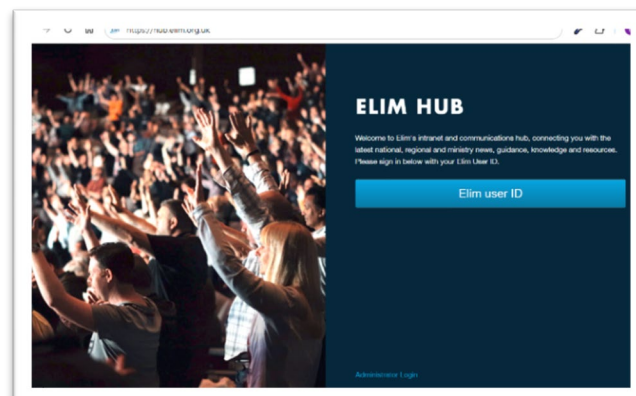 https://hub.elim.org.uk
ELIM HUB
Welcome to Elim's intranet and communications hub, connecting you with the
latest national, regional and ministry news, guidance, knowledge and resources.
Please sign in below with your Elim User ID.
Elim user ID
Administrator Login